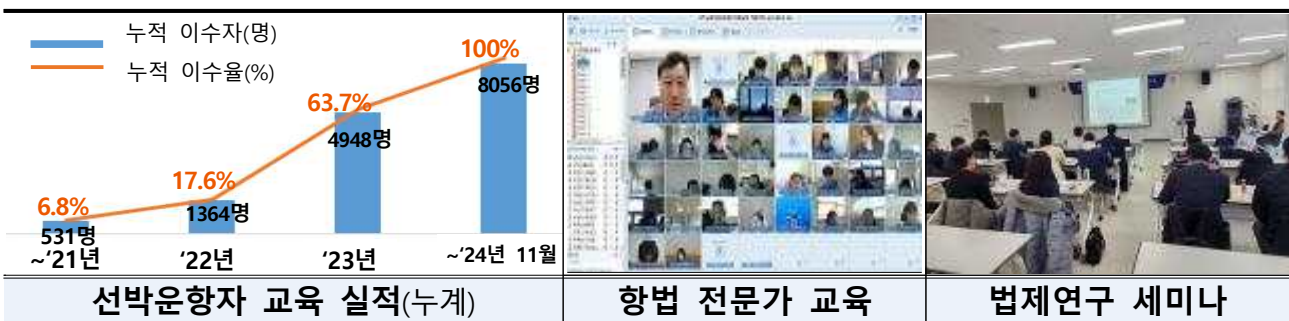 누적 이수자(명)
누적 이수율(%)
100%
8056명
63.7%
4948명
17.6%
1364명
6.8%
531명
~‘21년
‘22년
‘23년
~‘24년 11월
선박운항자 교육 실적(누계)
항법 전문가 교육
법제연구 세미나